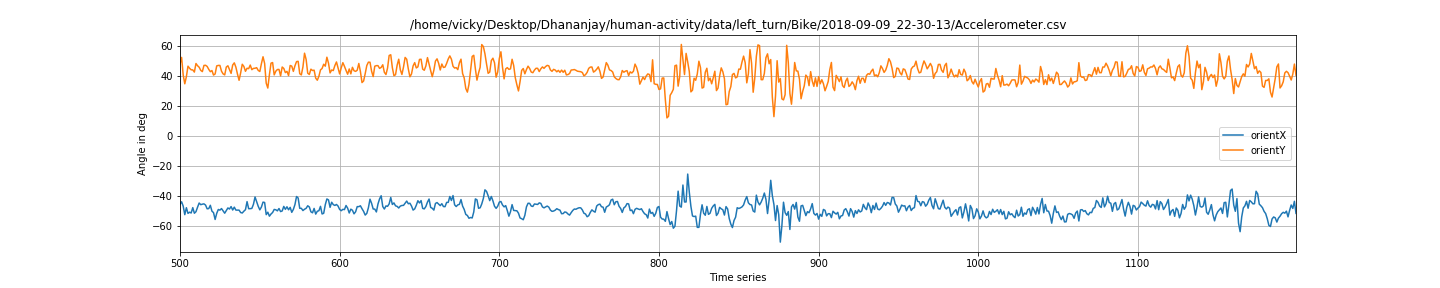 /home/vicky/Desktop/Dhananjay/human-activity/data/left_turn/Bike/2018-09-09_22-30-13/Accelerometer.csv
60
40
20
0
−20
−40
−60
Angle in deg
orientX
orientY
500 600 700 800 900 1000 1100
Time series